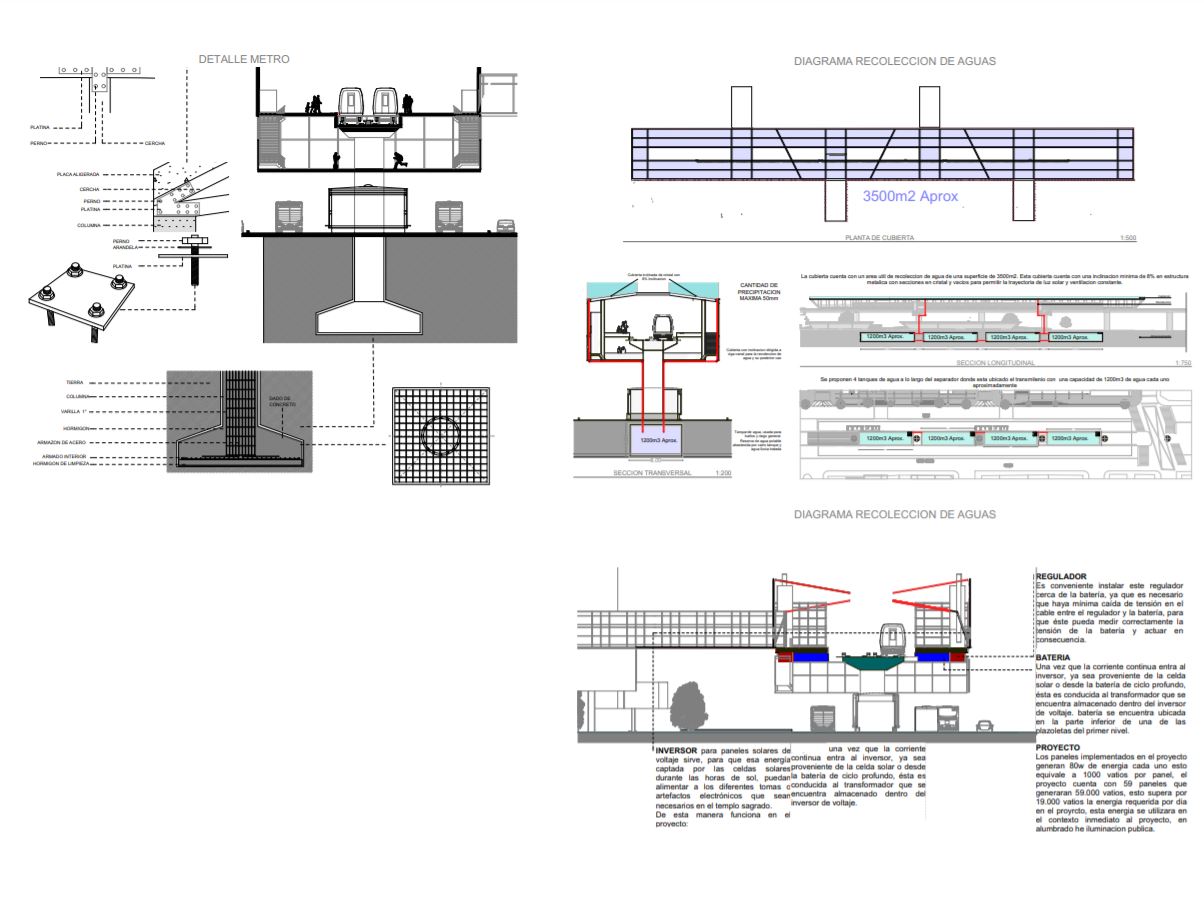 DETALLE METRO
PLATINA
PERNO
CERCHA
PLACA ALIGERADA
CERCHA
PERNO
PLATINA
COLUMNA
PERNO
ARANDELA
PLATINA
TIERRA
COLUMNA
VARILLA 1"
HORMIGON
ARMAZON DE ACERO
ARMADO INTERIOR
HORMIGON DE LIMPIEZA
DADO DE
CONCRETO
DIAGRAMA RECOLECCION DE AGUAS
3500m2 Aprox
PLANTA DE CUBIERTA
1:500
Cubierta inclinada de cristal con
8% Inclinacion
CANTIDAD DE
PRECIPITACION
MAXIMA 50mm
Cubierta con inclinacion dirigida a
viga canal para la recoleccion de
agua y su posterior uso
1200m3 Aprox.
SECCION TRANSVERSAL
1:200
La cubierta cuenta con un area util de recoleccion de agua de una superficie de 3500m2. Esta cubierta cuenta con una inclinacion minima de 8% en estructura
metalica con secciones en cristal y vacios para permitir la trayectoria de luz solar y ventilacion constante.
1200m3 Aprox.
1200m3 Aprox.
1200m3 Aprox.
1200m3 Aprox.
SECCION LONGITUDINAL
1:750
Se proponen 4 tanques de agua a lo largo del separador donde esta ubicado el transmilenio con una capacidad de 1200m3 de agua cada uno
aproximadamente
1200m3 Aprox.
1200m3 Aprox.
1200m3 Aprox.
1200m3 Aprox.
DIAGRAMA RECOLECCION DE AGUAS
INVERSOR para paneles solares de
voltaje sirve, para que esa energía
captada por las celdas solares
durante las horas de sol, puedan
alimentar a los diferentes tomas o
artefactos electrónicos que sean
necesarios en el templo sagrado.
De esta manera funciona en el
proyecto:
una vez que la corriente
continua entra al inversor, ya sea
proveniente de la celda solar o desde
la batería de ciclo profundo, ésta es
conducida al transformador que se
encuentra almacenado dentro del
inversor de voltaje.
REGULADOR
Es conveniente instalar este regulador
cerca de la batería, ya que es necesario
que haya mínima caída de tensión en el
cable entre el regulador y la batería, para
que éste pueda medir correctamente la
tensión de la batería y actuar en
consecuencia.
BATERIA
Una vez que la corriente continua entra al
inversor, ya sea proveniente de la celda
solar o desde la batería de ciclo profundo,
ésta es conducida al transformador que se
encuentra almacenado dentro del inversor
de voltaje. batería se encuentra ubicada
en la parte inferior de una de las
plazoletas del primer nivel.
PROYECTO
Los paneles implementados en el proyecto
generan 80w de energia cada uno esto
equivale a 1000 vatios por panel, el
proyecto cuenta con 59 paneles que
generaran 59.000 vatios, esto supera por
19.000 vatios la energia requerida por dia
en el proyrcto, esta energia se utilizara en
el contexto inmediato al proyecto, en
alumbrado he iluminacion publica.